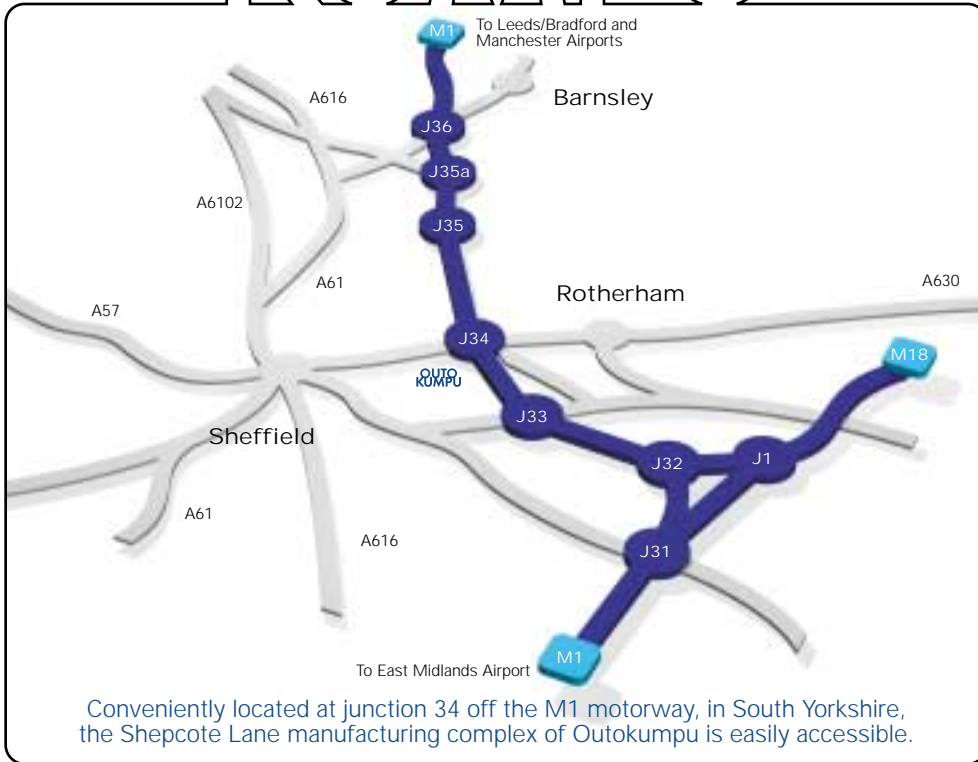 M1
To Leeds/Bradford and
Manchester Airports
A616
Barnsley
J36
J35a
A6102
J35
A61
Rotherham
A630
A57
J34
M18
OUTO
KUMPU
J33
Sheffield
J32
J1
A61
A616
J31
M1
To East Midlands Airport
Conveniently located at junction 34 off the M1 motorway, in South Yorkshire,
the Shepcote Lane manufacturing complex of Outokumpu is easily accessible.